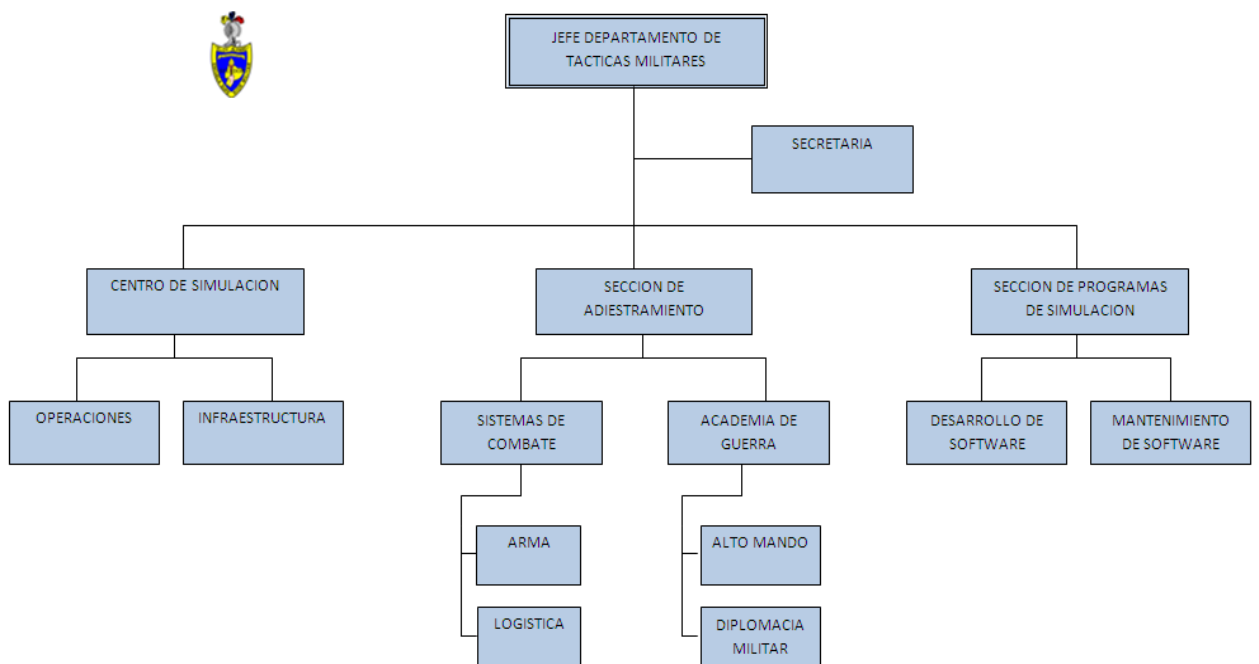 JEFE DEPARTAMENTO DE
TACTICAS MILITARES
SECRETARIA
CENTRO DE SIMULACION
SECCION DE
ADIESTRAMIENTO
SECCION DE PROGRAMAS
DE SIMULACION
OPERACIONES
INFRAESTRUCTURA
SISTEMAS DE
COMBATE
ACADEMIA DE
GUERRA
DESARROLLO DE
SOFTWARE
MANTENIMIENTO
DE SOFTWARE
ARMA
ALTO MANDO
LOGISTICA
DIPLOMACIA
MILITAR